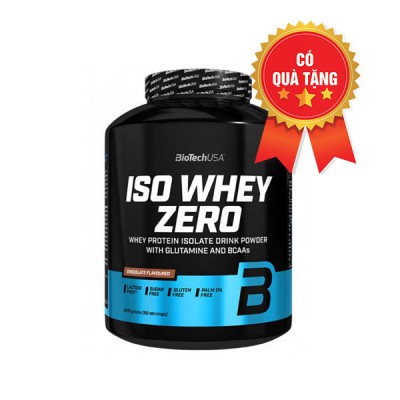 CÓ
QUÀ TẶNG
BioTechUSA
ISO WHEY
ZERO
WHEY PROTEIN ISOLATE DRINK POWDER
WITH GLUTAMINE AND BCAAs
CHOCOLATE FLAVOURED
LACTOSE FREE SUGAR FREE GLUTEN FREE PALM OIL FREE
B